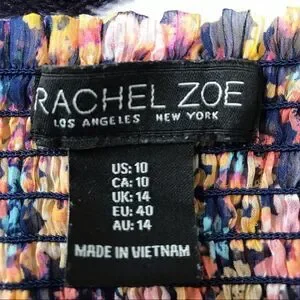 RACHEL ZOE
LOS ANGELES NEW YORK
US: 10
CA: 10
UK: 14
EU: 40
AU: 14
MADE IN VIETNAM